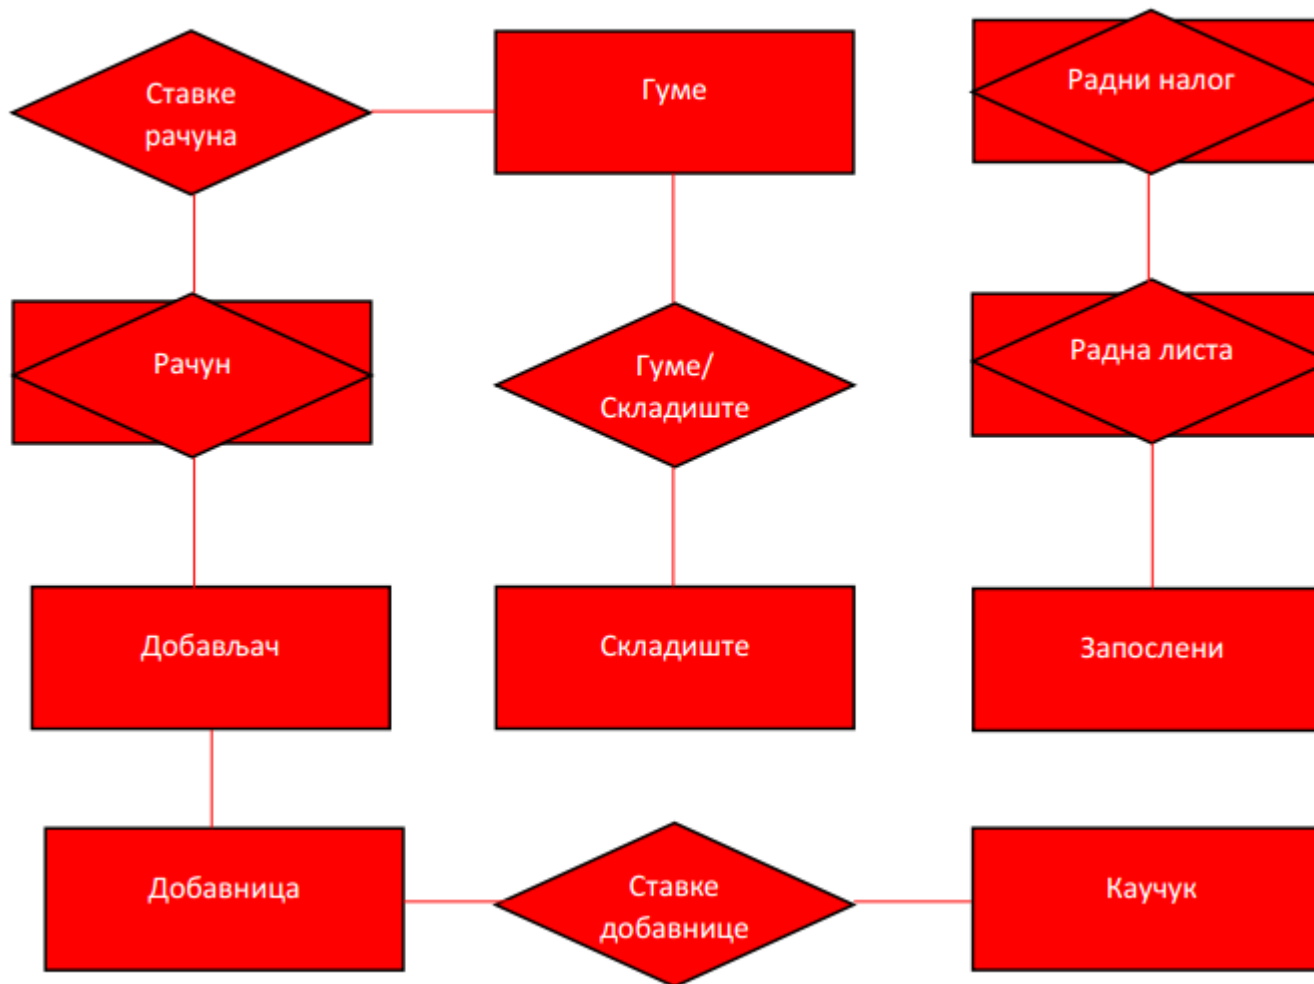 Ставке
рачуна
Гуме
Радни налог
Рачун
Гуме/
Складиште
Радна листа
Добављач
Складиште
Запослени
Добавница
Ставке
добавнице
Каучук